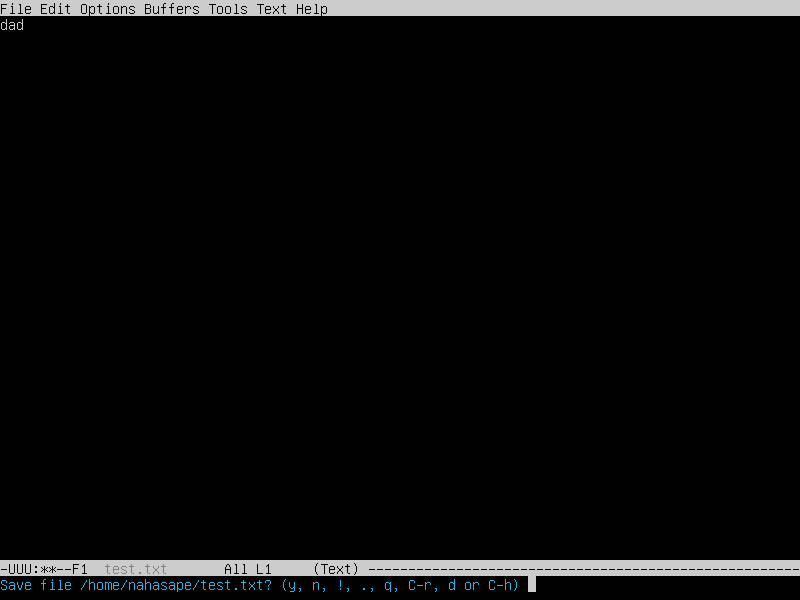 File Edit Options Buffers Tools Text Help
dad
-UUU:**--F1  test.txt       All L1     (Text) ------------------------------------------------------
Save file /home/nahasape/test.txt? (y, n, !, ., q, C-r, d or C-h)